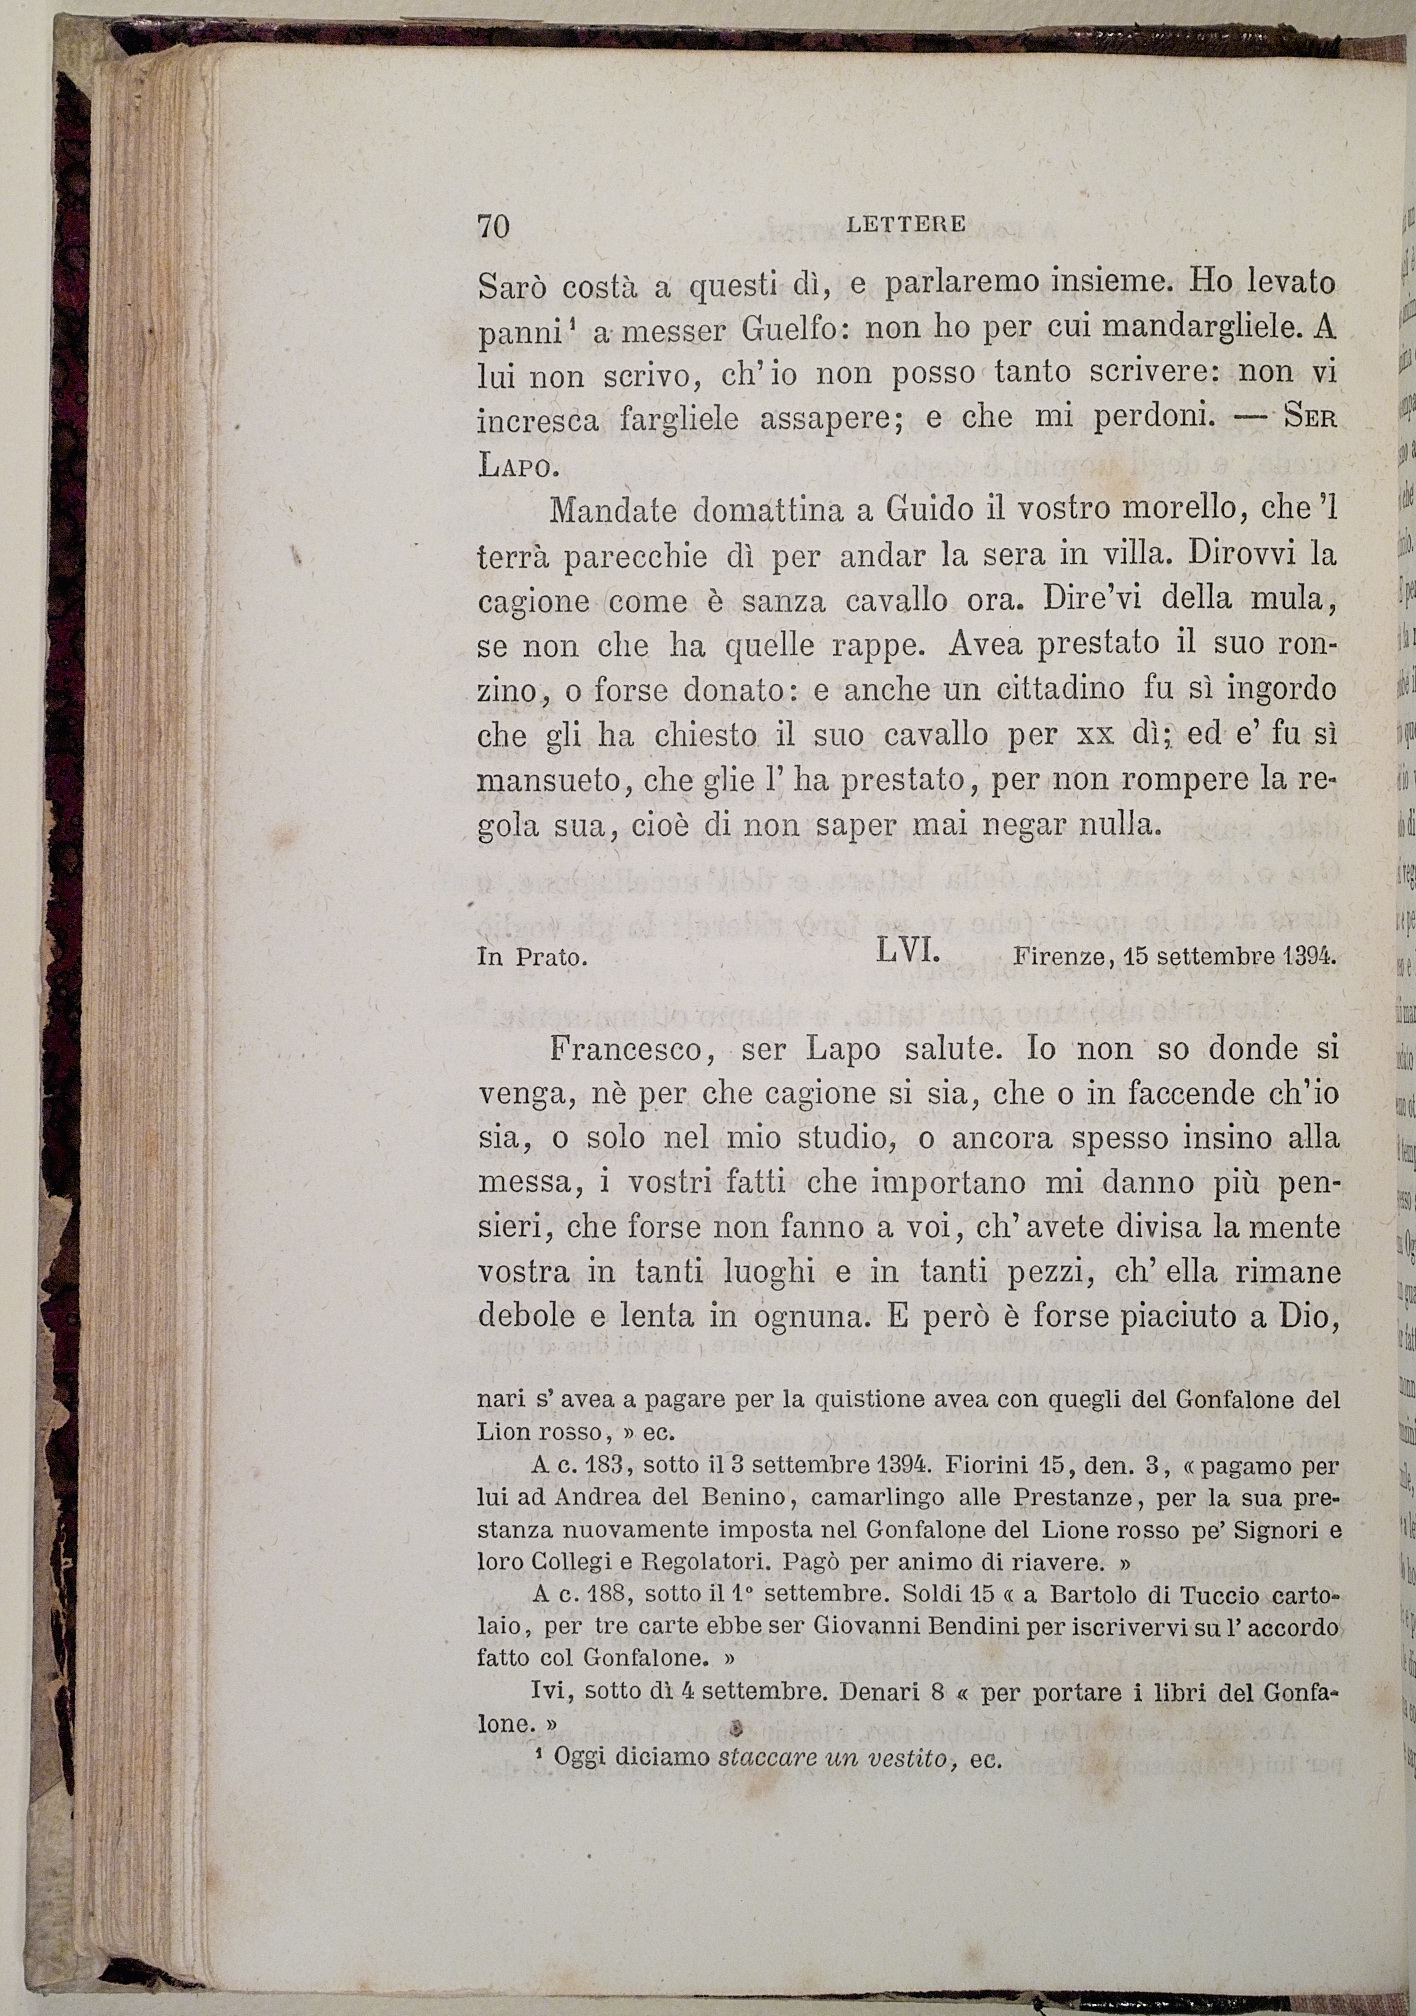 70 LETTERE
Sarò costà a questi dì, e parlaremo insieme. Ho levato
panni¹ a messer Guelfo: non ho per cui mandargliele. A
lui non scrivo, ch' io non posso tanto scrivere: non vi
incresca fargliele assapere; e che mi perdoni. — SER
LAPO.
Mandate domattina a Guido il vostro morello, che 'l
terrà parecchie dì per andar la sera in villa. Dirovvi la
cagione come è sanza cavallo ora. Dire'vi della mula,
se non che ha quelle rappe. Avea prestato il suo ron-
zino, o forse donato: e anche un cittadino fu sì ingordo
che gli ha chiesto il suo cavallo per XX dì; ed e' fu sì
mansueto, che glie l' ha prestato, per non rompere la re-
gola sua, cioè di non saper mai negar nulla.
In Prato. LVI. Firenze, 15 settembre 1394.
Francesco, ser Lapo salute. Io non so donde si
venga, nè per che cagione si sia, che o in faccende ch'io
sia, o solo nel mio studio, o ancora spesso insino alla
messa, i vostri fatti che importano mi danno più pen-
sieri, che forse non fanno a voi, ch' avete divisa la mente
vostra in tanti luoghi e in tanti pezzi, ch' ella rimane
debole e lenta in ognuna. E però è forse piaciuto a Dio,
nari s' avea a pagare per la quistione avea con quegli del Gonfalone del
Lion rosso, » ec.
A c. 183, sotto il 3 settembre 1394. Fiorini 15, den. 3, « pagamo per
lui ad Andrea del Benino, camarlingo alle Prestanze, per la sua pre-
stanza nuovamente imposta nel Gonfalone del Lione rosso pe' Signori e
loro Collegi e Regolatori. Pagò per animo di riavere. »
A c. 188, sotto il 1° settembre. Soldi 15 « a Bartolo di Tuccio carto-
laio, per tre carte ebbe ser Giovanni Bendini per iscrivervi su l' accordo
fatto col Gonfalone. »
Ivi, sotto dì 4 settembre. Denari 8 « per portare i libri del Gonfa-
lone. »
¹ Oggi diciamo staccare un vestito, ec.